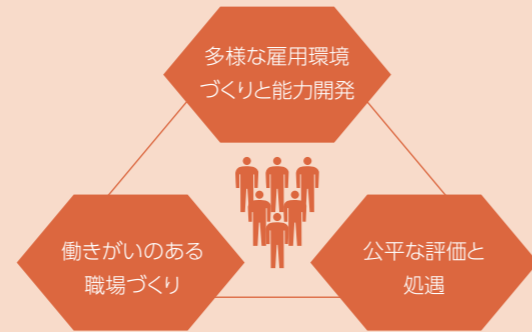 多様な雇用環境
づくりと能力開発
働きがいのある
職場づくり
公平な評価と
処遇